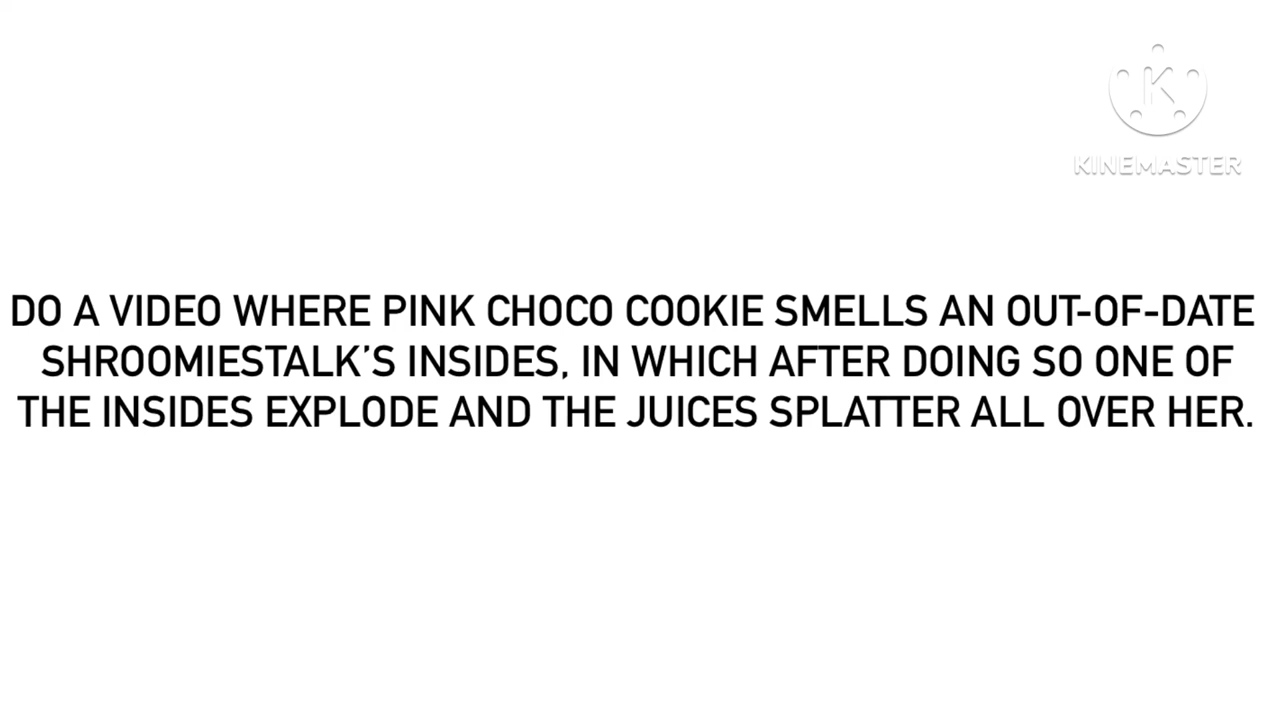 KINEMASTER
DO A VIDEO WHERE PINK CHOCO COOKIE SMELLS AN OUT-OF-DATE
SHROOMIESTALK'S INSIDES, IN WHICH AFTER DOING SO ONE OF
THE INSIDES EXPLODE AND THE JUICES SPLATTER ALL OVER HER.